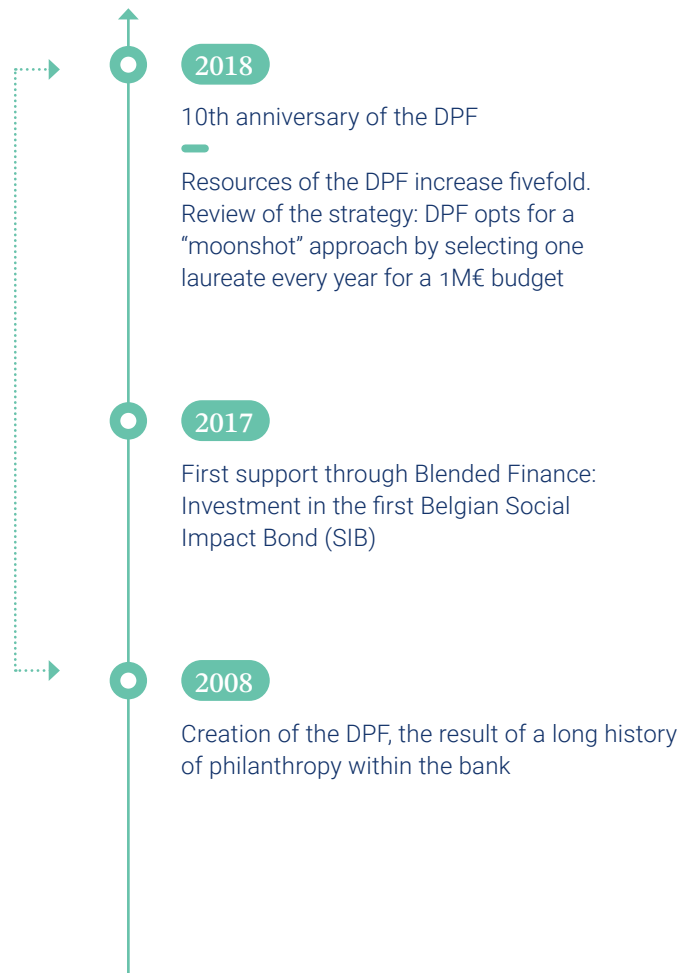 2018
10th anniversary of the DPF
Resources of the DPF increase fivefold.
Review of the strategy: DPF opts for a
“moonshot” approach by selecting one
laureate every year for a 1M€ budget
2017
First support through Blended Finance:
Investment in the first Belgian Social
Impact Bond (SIB)
2008
Creation of the DPF, the result of a long history
of philanthropy within the bank